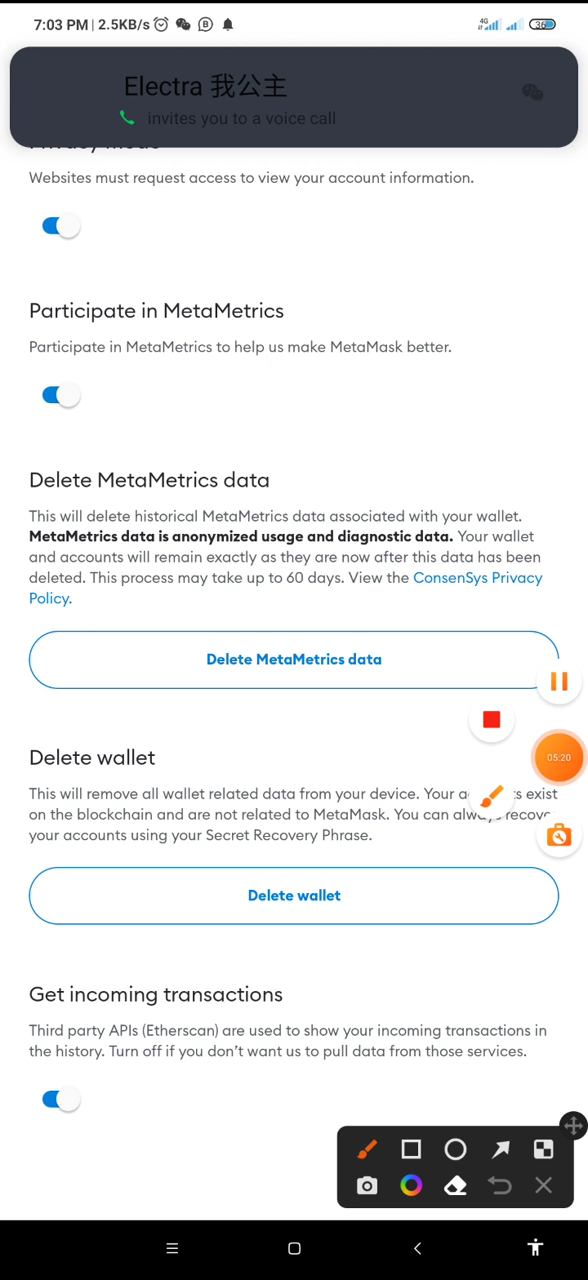 7:03 PM | 2.5KB/s
4G
36
Electra 我公主
invites you to a voice call
Privacy mode
Websites must request access to view your account information.
Participate in MetaMetrics
Participate in MetaMetrics to help us make MetaMask better.
Delete MetaMetrics data
This will delete historical MetaMetrics data associated with your wallet.
MetaMetrics data is anonymized usage and diagnostic data. Your wallet
and accounts will remain exactly as they are now after this data has been
deleted. This process may take up to 60 days. View the ConsenSys Privacy
Policy.
Delete MetaMetrics data
05:20
Delete wallet
This will remove all wallet related data from your device. Your exist
on the blockchain and are not related to MetaMask. You can
your accounts using your Secret Recovery Phrase.
Delete wallet
Get incoming transactions
Third party APIs (Etherscan) are used to show your incoming transactions in
the history. Turn off if you don't want us to pull data from those services.